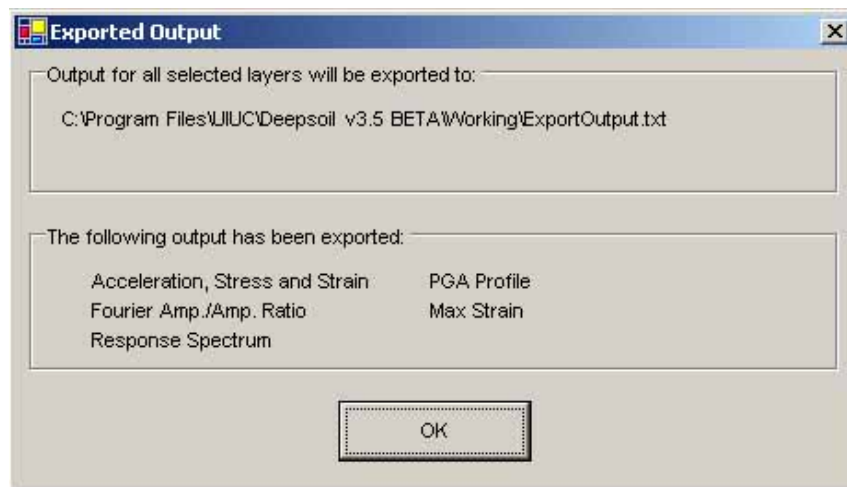 Exported Output
Output for all selected layers will be exported to:
C:\Program Files\UIUC\Deepsoil v3.5 BETA\Working\ExportOutput.txt
The following output has been exported:
Acceleration, Stress and Strain
Fourier Amp./Amp. Ratio
Response Spectrum
PGA Profile
Max Strain
OK